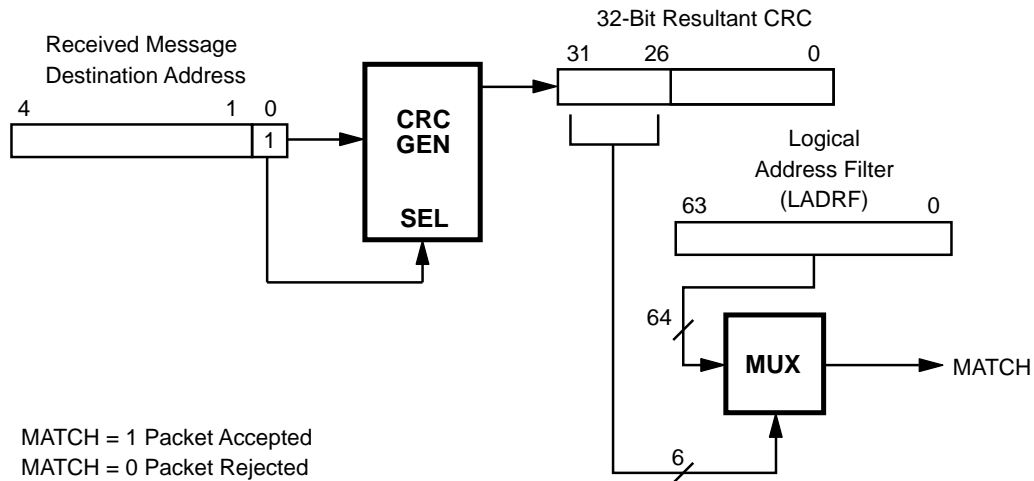 32-Bit Resultant CRC
Received Message
Destination Address
31 26 0
4 1 0
1
CRC
GEN
SEL
Logical
Address Filter
(LADRF)
63 0
64
MUX
MATCH
6
MATCH = 1 Packet Accepted
MATCH = 0 Packet Rejected